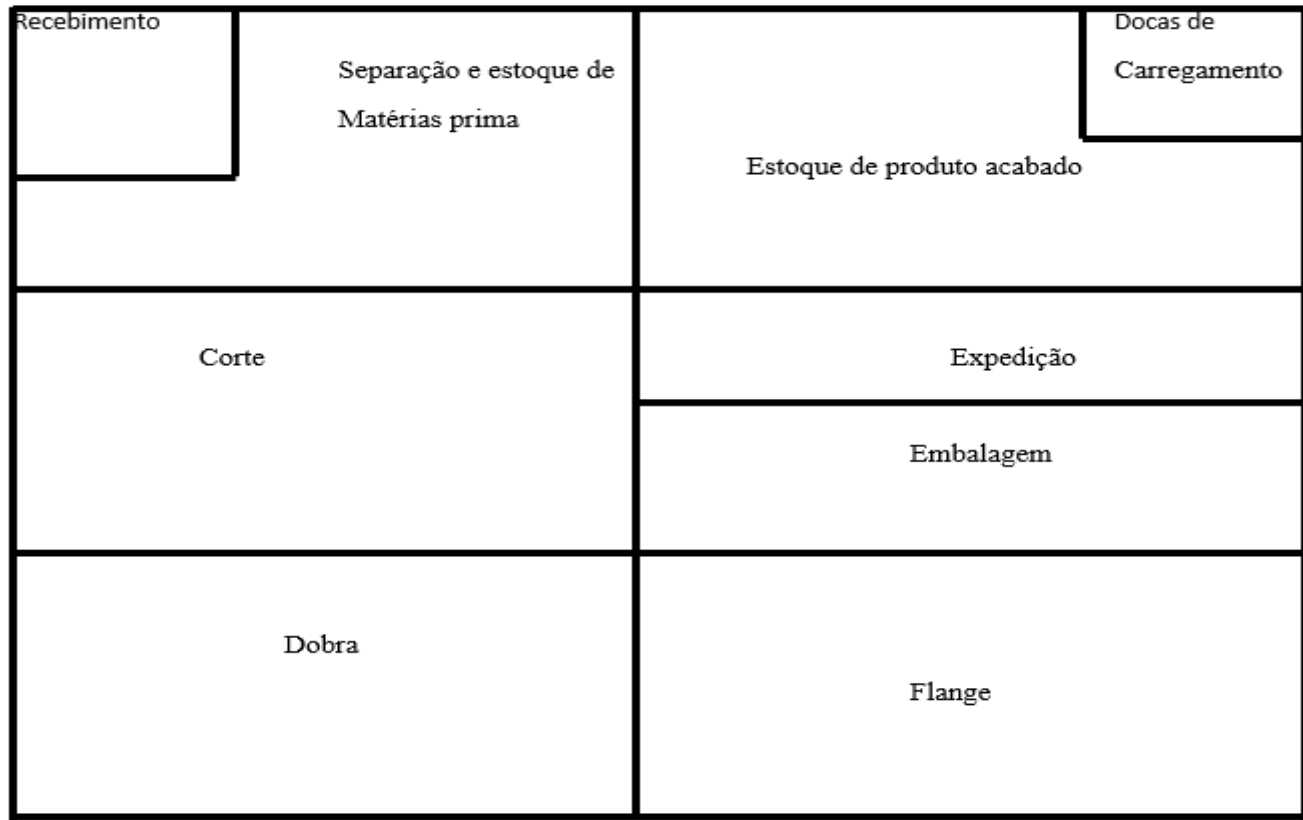 Recebimento
Separação e estoque de
Matérias prima
Docas de
Carregamento
Estoque de produto acabado
Corte
Expedição
Embalagem
Dobra
Flange